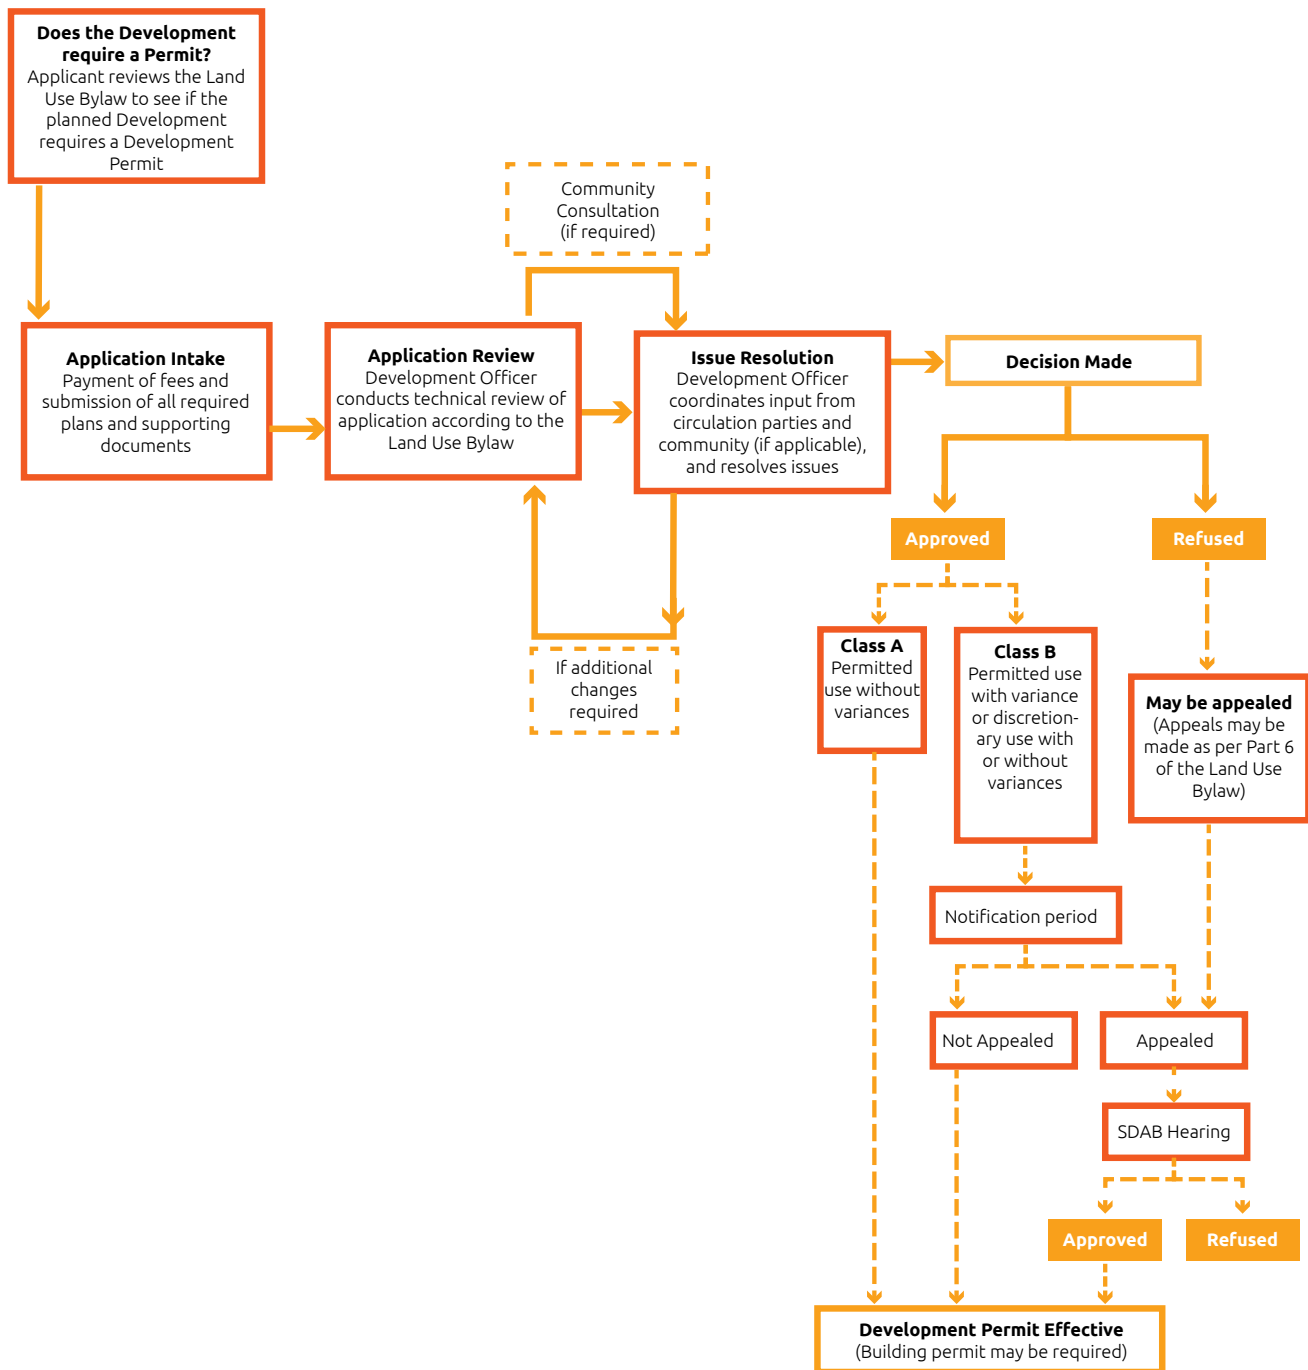 Does the Development
require a Permit?
Applicant reviews the Land
Use Bylaw to see if the
planned Development
requires a Development
Permit
Community
Consultation
(if required)
Application Intake
Payment of fees and
submission of all required
plans and supporting
documents
Application Review
Development Officer
conducts technical review of
application according to the
Land Use Bylaw
Issue Resolution
Development Officer
coordinates input from
circulation parties and
community (if applicable),
and resolves issues
Decision Made
If additional
changes
required
Approved
Refused
Class A
Permitted
use without
variances
Class B
Permitted use
with variance
or discretion-
ary use with
or without
variances
May be appealed
(Appeals may be
made as per Part 6
of the Land Use
Bylaw)
Notification period
Not Appealed
Appealed
SDAB Hearing
Approved
Refused
Development Permit Effective
(Building permit may be required)